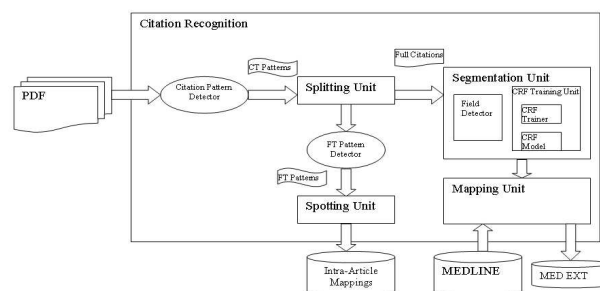 Citation Recognition
CT Patterns
Full Citations
PDF
Citation Pattern
Detector
Splitting Unit
Segmentation Unit
Field
Detector
CRF Training Unit
CRF
Trainer
CRF
Model
FT Pattern
Detector
FT Patterns
Spotting Unit
Mapping Unit
Intra-Article
Mappings
MEDLINE
MED EXT